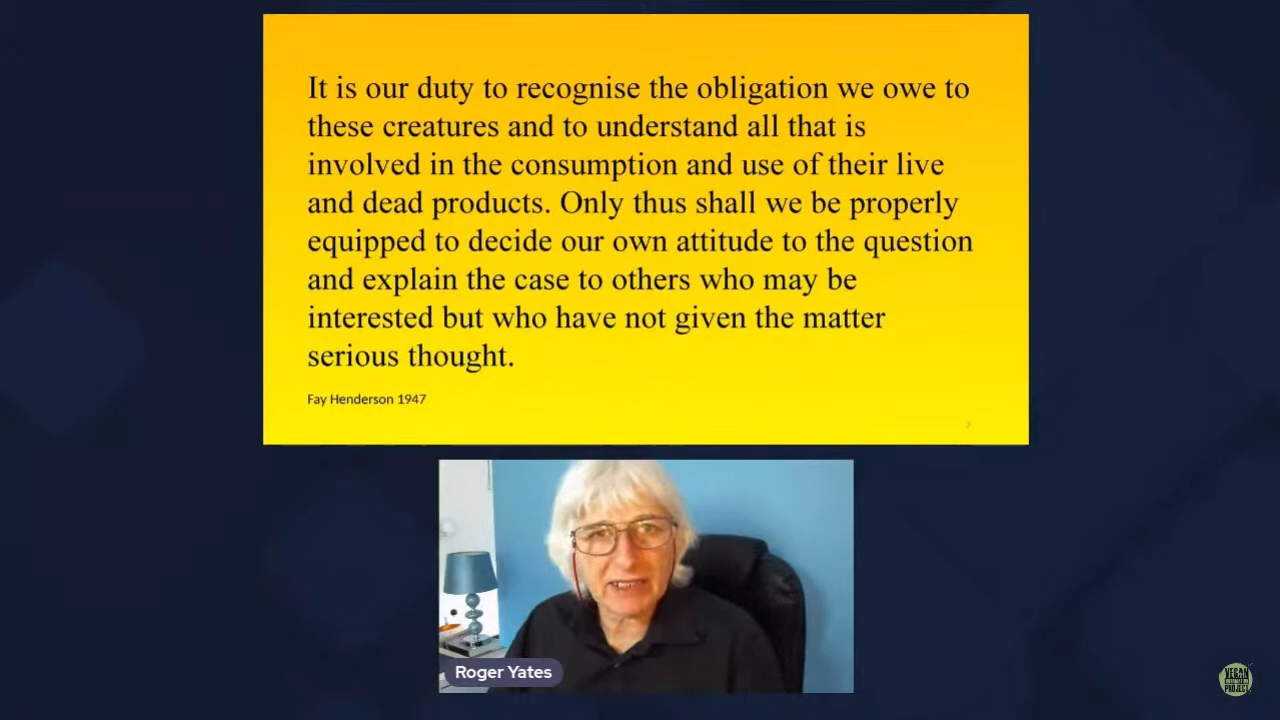 It is our duty to recognise the obligation we owe to
these creatures and to understand all that is
involved in the consumption and use of their live
and dead products. Only thus shall we be properly
equipped to decide our own attitude to the question
and explain the case to others who may be
interested but who have not given the matter
serious thought.
Fay Henderson 1947
7
Roger Yates
VEGAN
PROJECT